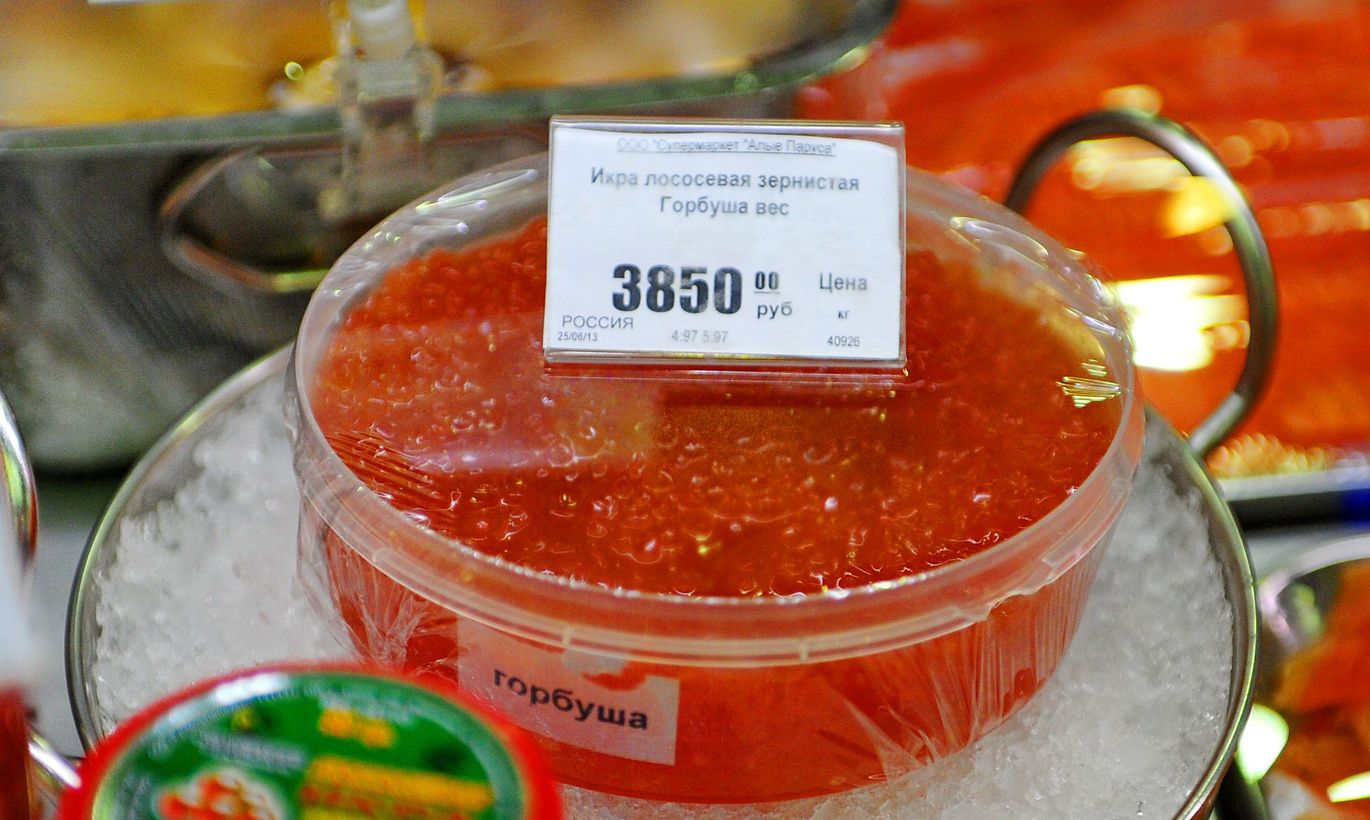 ООО "Супермаркет "Алые Паруса"
Икра лососевая зернистая
Горбуша вес
3850 00 руб
Цена
кг
РОССИЯ
25/06/13
4:97 5:97
40926
горбуша